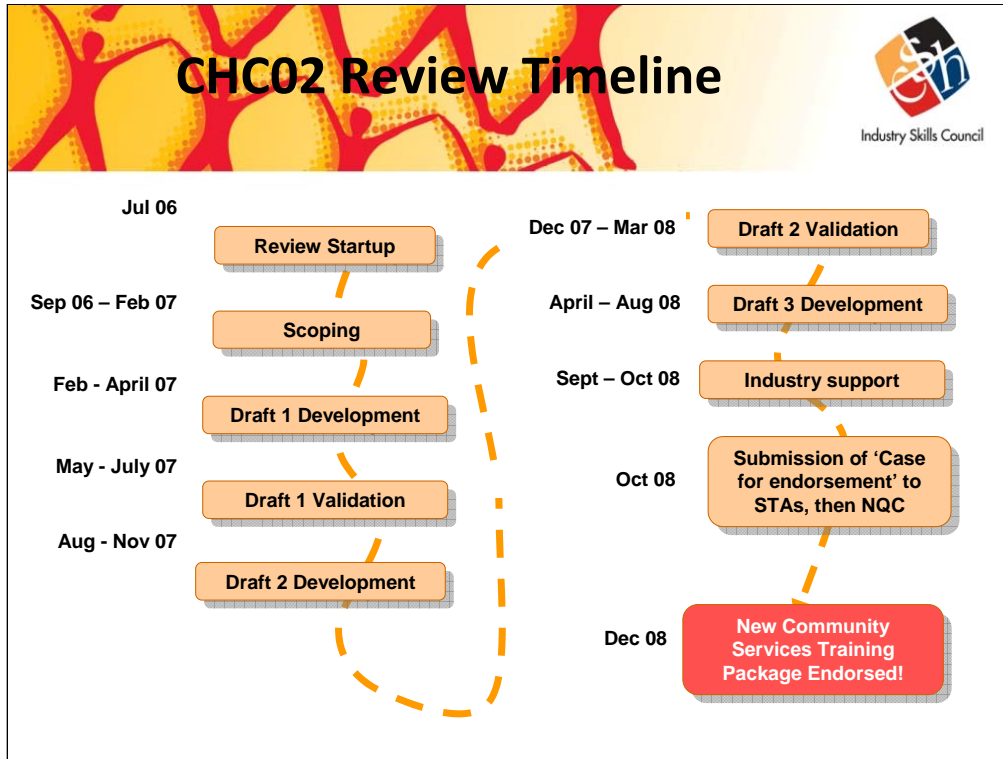 CHC02 Review Timeline
cs&h
Industry Skills Council
Jul 06
Review Startup
Sep 06 – Feb 07
Scoping
Feb - April 07
Draft 1 Development
May - July 07
Draft 1 Validation
Aug - Nov 07
Draft 2 Development
Dec 07 – Mar 08
Draft 2 Validation
April – Aug 08
Draft 3 Development
Sept – Oct 08
Industry support
Oct 08
Submission of ‘Case
for endorsement’ to
STAs, then NQC
Dec 08
New Community
Services Training
Package Endorsed!